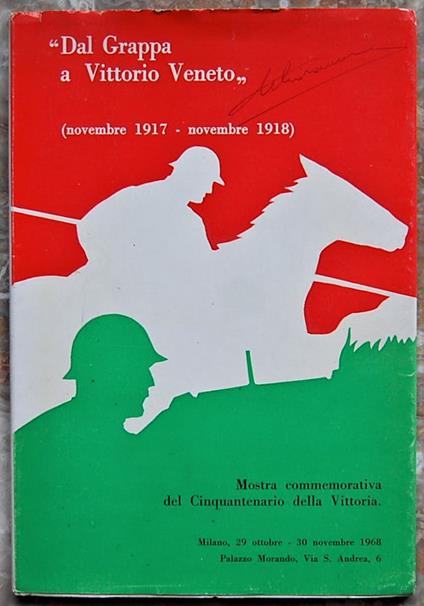 “Dal Grappa
a Vittorio Veneto„
(novembre 1917 - novembre 1918)
Mostra commemorativa
del Cinquantenario della Vittoria.
Milano, 29 ottobre - 30 novembre 1968
Palazzo Morando, Via S. Andrea, 6